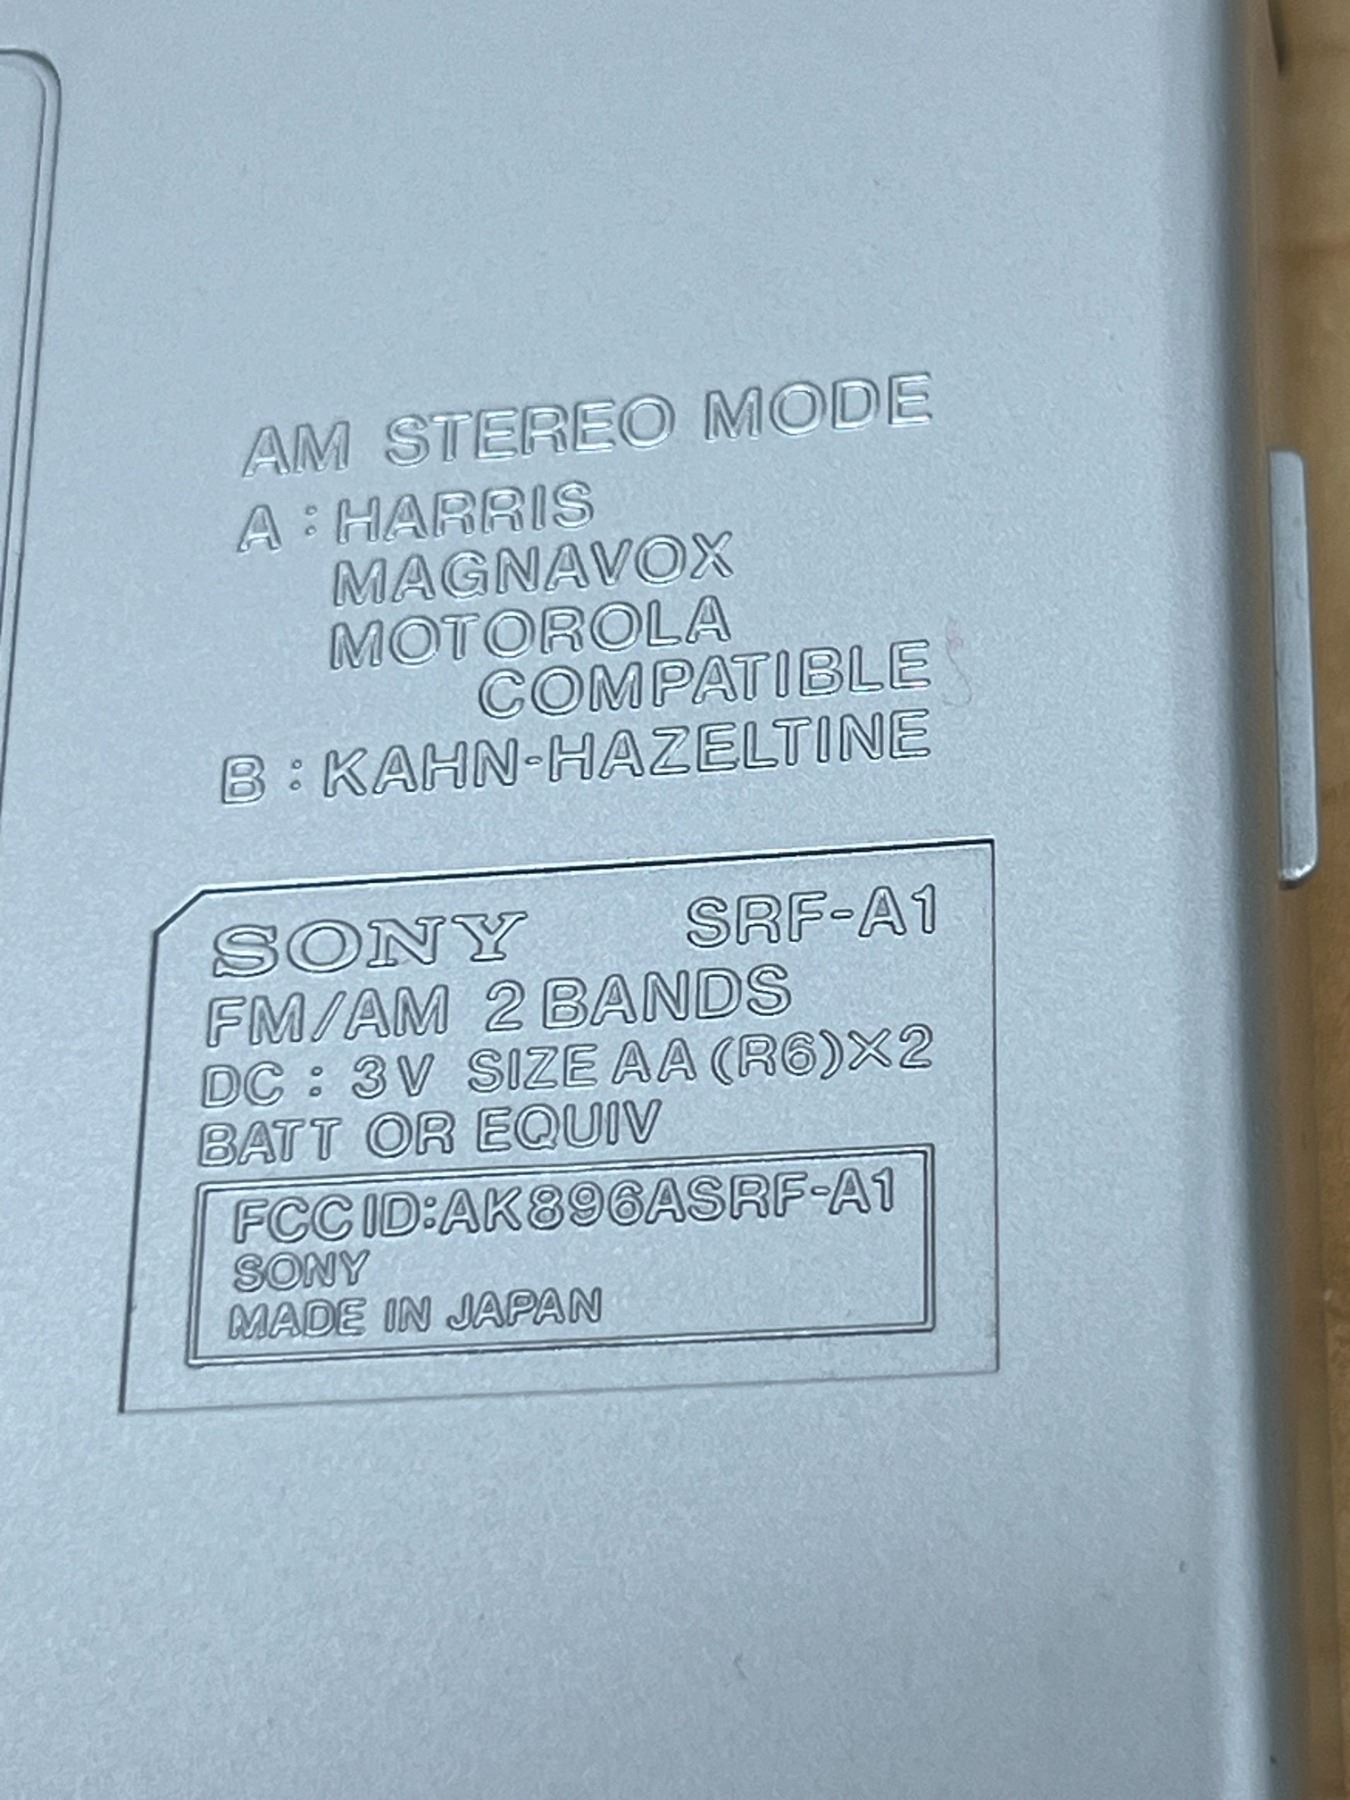 AM STEREO MODE
A : HARRIS
MAGNAVOX
MOTOROLA
COMPATIBLE
B : KAHN-HAZELTINE
SONY SRF-A1
FM/AM 2 BANDS
DC : 3V SIZE AA (R6)×2
BATT OR EQUIV
FCC ID:AK896ASRF-A1
SONY
MADE IN JAPAN